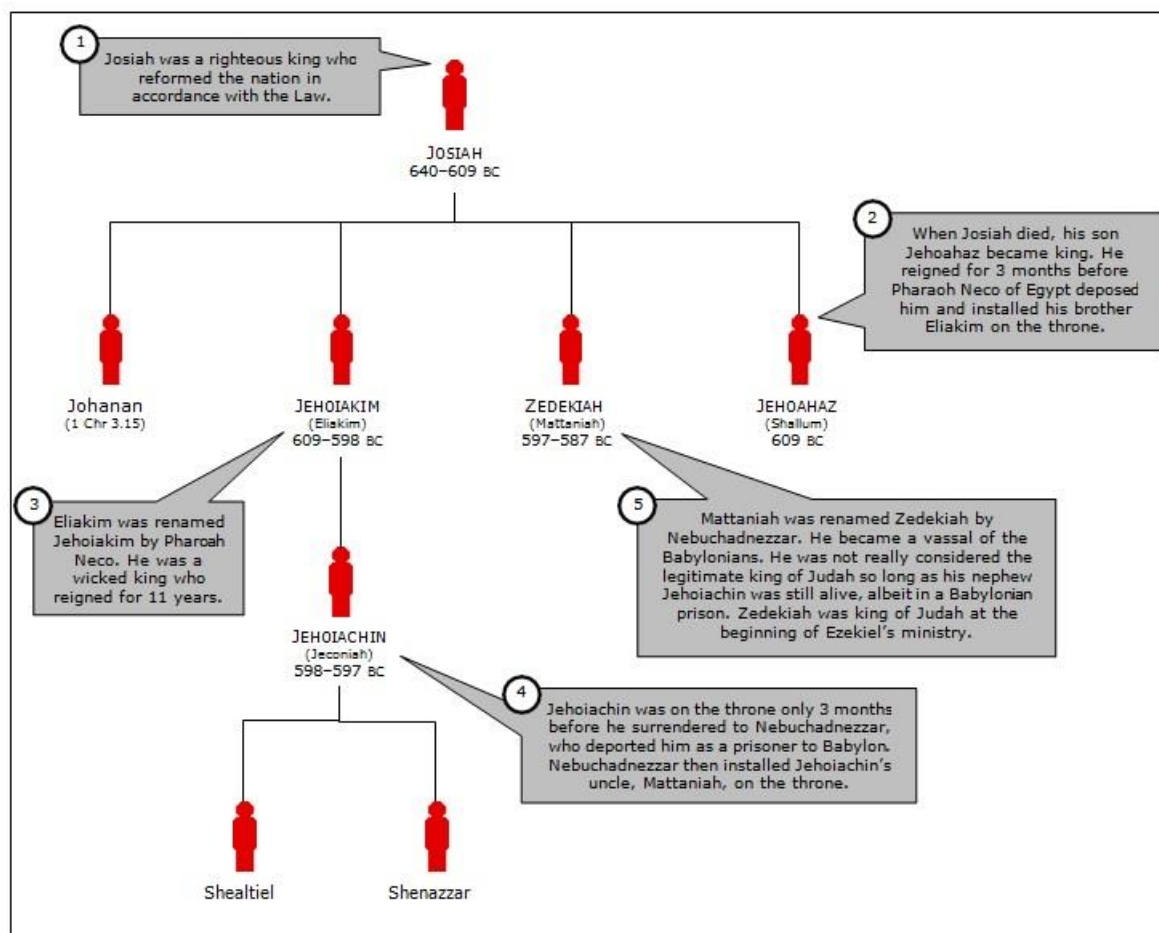 1
Josiah was a righteous king who
reformed the nation in
accordance with the Law.
JOSIAH
640–609 BC
2
When Josiah died, his son
Jehoahaz became king. He
reigned for 3 months before
Pharaoh Neco of Egypt deposed
him and installed his brother
Eliakim on the throne.
Johanan
(1 Chr 3.15)
JEHOIAKIM
(Eliakim)
609–598 BC
ZEDEKIAH
(Mattaniah)
597–587 BC
JEHOAHAZ
(Shallum)
609 BC
3
Eliakim was renamed
Jehoiakim by Pharoah
Neco. He was a
wicked king who
reigned for 11 years.
5
Mattaniah was renamed Zedekiah by
Nebuchadnezzar. He became a vassal of the
Babylonians. He was not really considered the
legitimate king of Judah so long as his nephew
Jehoiachin was still alive, albeit in a Babylonian
prison. Zedekiah was king of Judah at the
beginning of Ezekiel’s ministry.
JEHOIACHIN
(Jeconiah)
598–597 BC
4
Jehoiachin was on the throne only 3 months
before he surrendered to Nebuchadnezzar,
who deported him as a prisoner to Babylon.
Nebuchadnezzar then installed Jehoiachin’s
uncle, Mattaniah, on the throne.
Shealtiel
Shenazzar